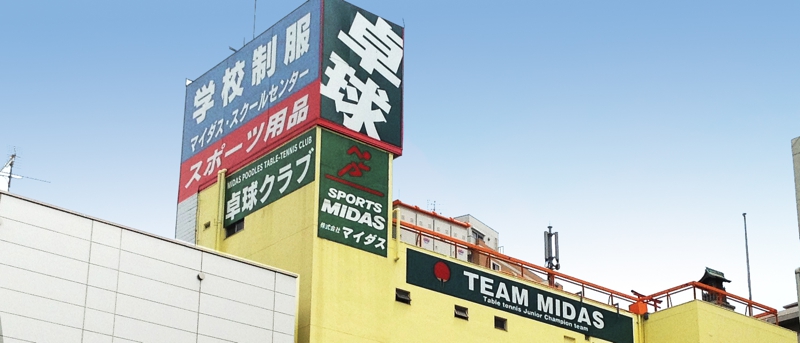 学校制服
マイダス・スクールセンター
スポーツ用品
卓球
MIDAS POODLES TABLE-TENNIS CLUB
卓球クラブ
SPORTS
MIDAS
株式会社 マイダス
TEAM MIDAS
Table tennis Junior Champion team